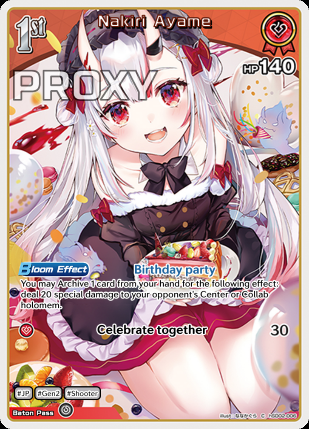 Nakiri Ayame
1st
HP 140
PROXY
Bloom Effect
Birthday party
You may Archive 1 card from your hand for the following effect:
deal 20 special damage to your opponent's Center or Collab
holomem.
Celebrate together 30
#JP #Gen2 #Shooter
Baton Pass